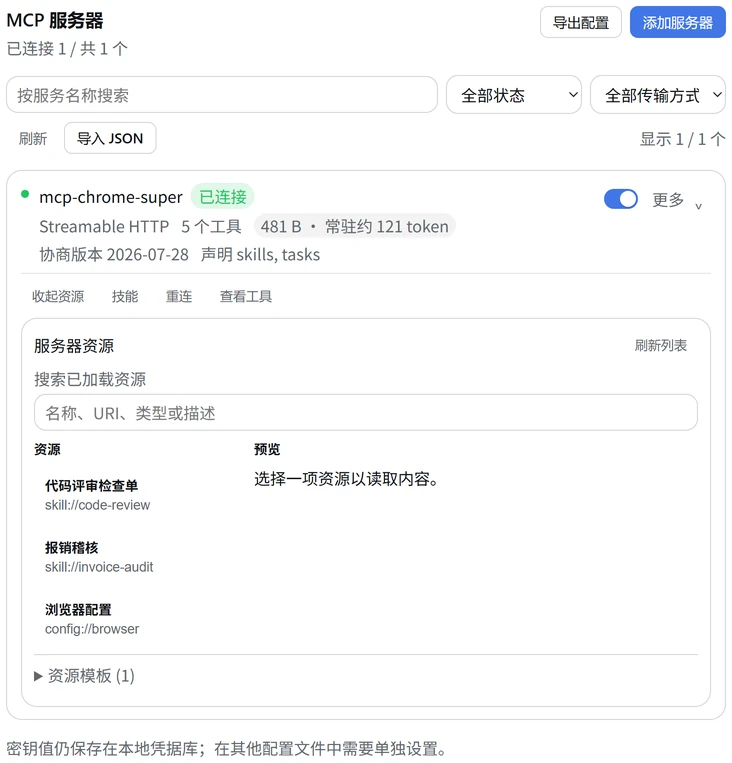 MCP 服务器
导出配置
添加服务器
已连接 1 / 共 1 个
按服务名称搜索
全部状态
全部传输方式
刷新
导入 JSON
显示 1 / 1 个
mcp-chrome-super
已连接
更多
Streamable HTTP 5 个工具 481 B · 常驻约 121 token
协商版本 2026-07-28 声明 skills, tasks
收起资源 技能 重连 查看工具
服务器资源
刷新列表
搜索已加载资源
名称、URI、类型或描述
资源
预览
选择一项资源以读取内容。
代码评审检查单
skill://code-review
报销稽核
skill://invoice-audit
浏览器配置
config://browser
资源模板 (1)
密钥值仍保存在本地凭据库；在其他配置文件中需要单独设置。